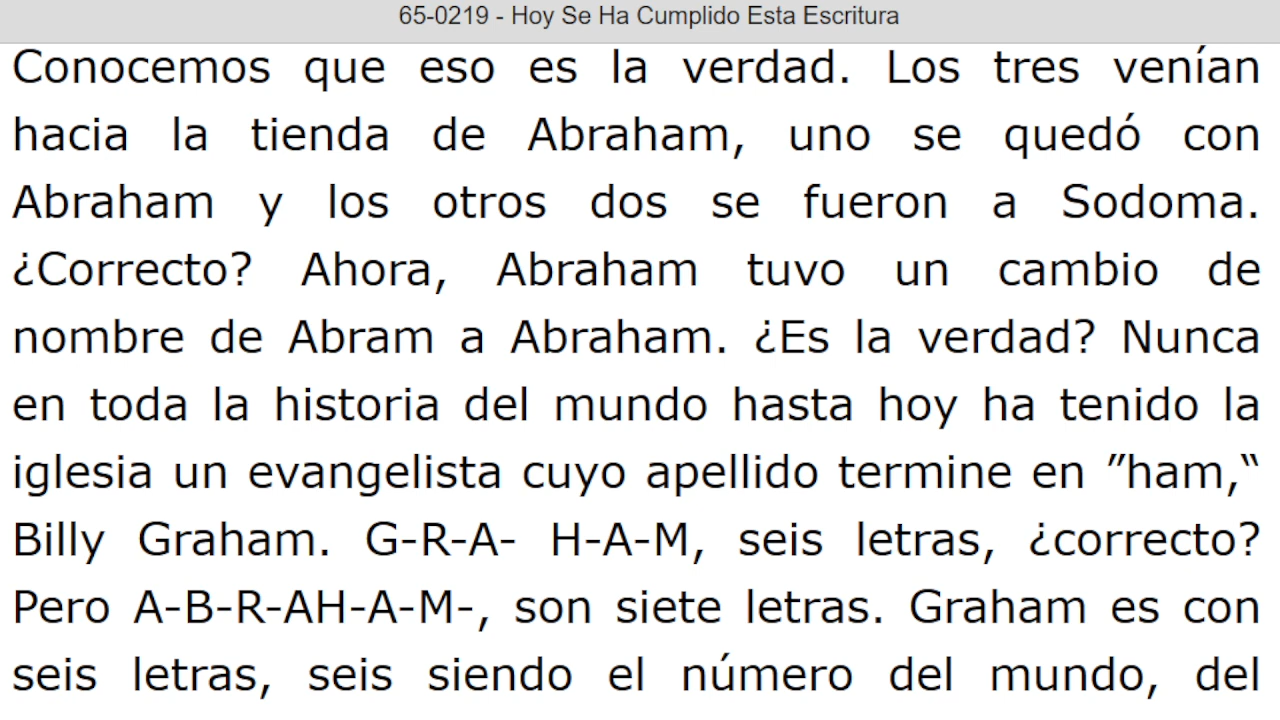 65-0219 - Hoy Se Ha Cumplido Esta Escritura
Conocemos que eso es la verdad. Los tres venían
hacia la tienda de Abraham, uno se quedó con
Abraham y los otros dos se fueron a Sodoma.
¿Correcto? Ahora, Abraham tuvo un cambio de
nombre de Abram a Abraham. ¿Es la verdad? Nunca
en toda la historia del mundo hasta hoy ha tenido la
iglesia un evangelista cuyo apellido termine en ”ham,“
Billy Graham. G-R-A- H-A-M, seis letras, ¿correcto?
Pero A-B-R-AH-A-M-, son siete letras. Graham es con
seis letras, seis siendo el número del mundo, del